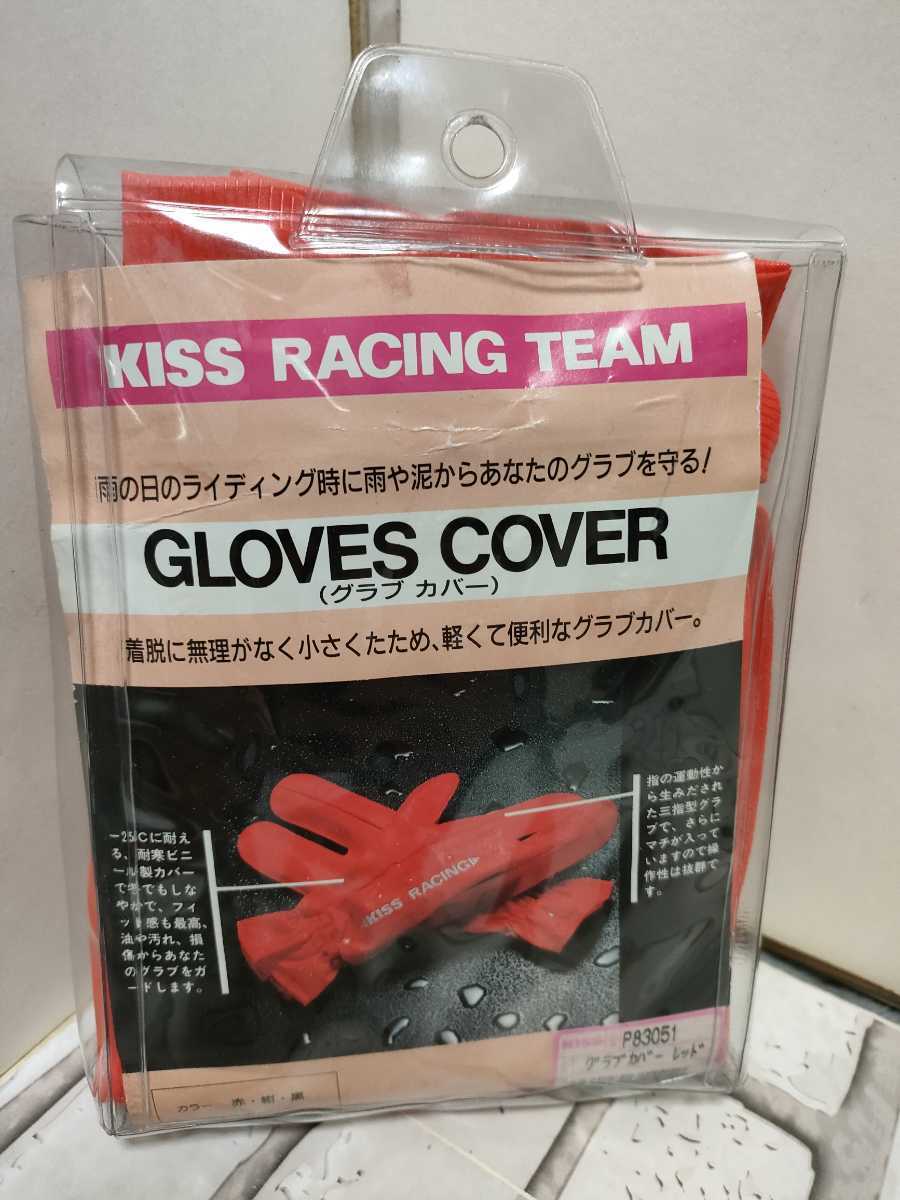 KISS RACING TEAM
雨の日のライディング時に雨や泥からあなたのグラブを守る!
GLOVES COVER
(グラブ カバー)
着脱に無理がなく小さくたため、軽くて便利なグラブカバー。
指の運動性か
ら生みだされ
た三指型グラ
ブで、さらに
マチが入って
いますので操
作性は抜群で
す。
−25℃に耐え
る、耐寒ビニ
ール製カバー
で冬でもしな
やかで、フィ
ット感も最高、
油や汚れ、損
傷からあなた
のグラブをガ
ードします。
KISS RACING
KISS P83051
グラブカバー レッド
カラー 赤・紺・黒